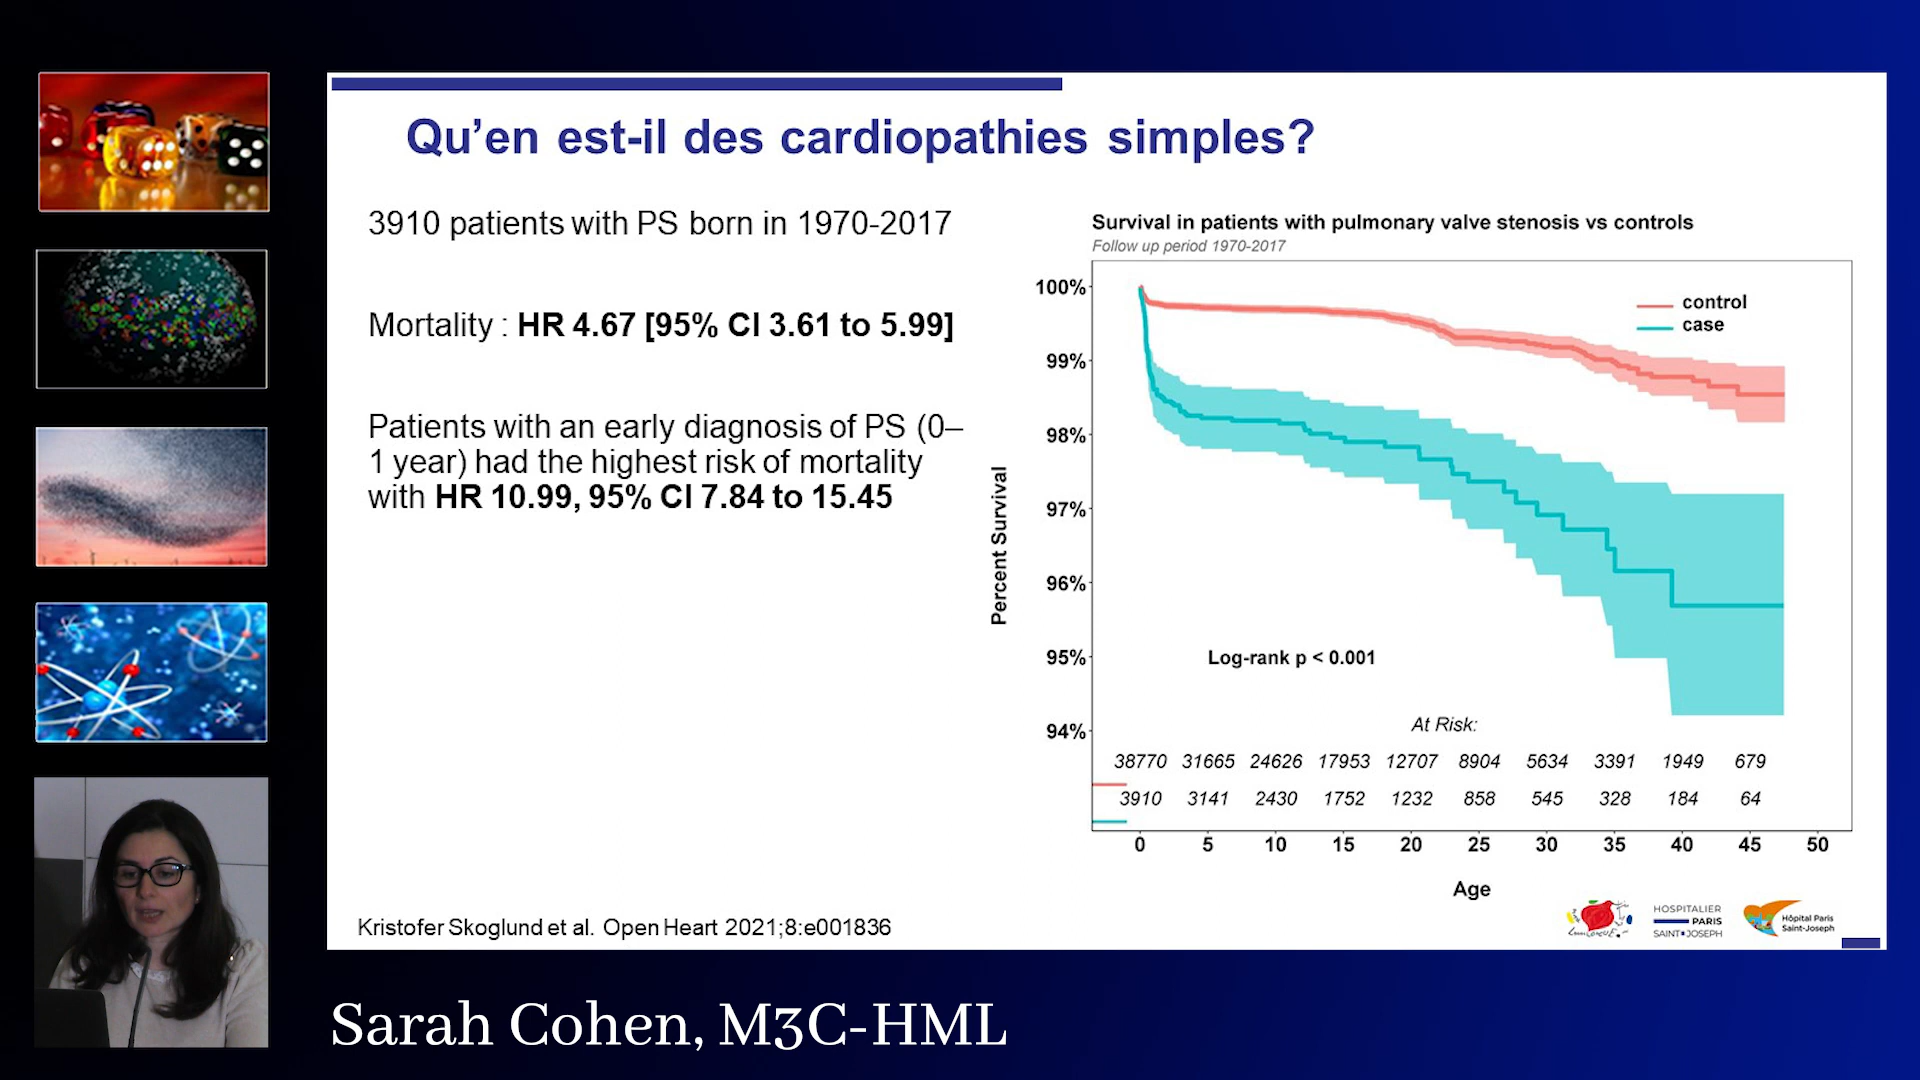 Qu’en est-il des cardiopathies simples?
3910 patients with PS born in 1970-2017
Mortality : HR 4.67 [95% CI 3.61 to 5.99]
Patients with an early diagnosis of PS (0–
1 year) had the highest risk of mortality
with HR 10.99, 95% CI 7.84 to 15.45
Kristofer Skoglund et al. Open Heart 2021;8:e001836
Survival in patients with pulmonary valve stenosis vs controls
Follow up period 1970-2017
control
case
100%
99%
98%
97%
96%
95%
94%
Percent Survival
Log-rank p < 0.001
At Risk:
38770 31665 24626 17953 12707 8904 5634 3391 1949 679
3910 3141 2430 1752 1232 858 545 328 184 64
0 5 10 15 20 25 30 35 40 45 50
Age
HOSPITALIER
PARIS
SAINT JOSEPH
Hôpital Paris
Saint-Joseph
Sarah Cohen, M3C-HML